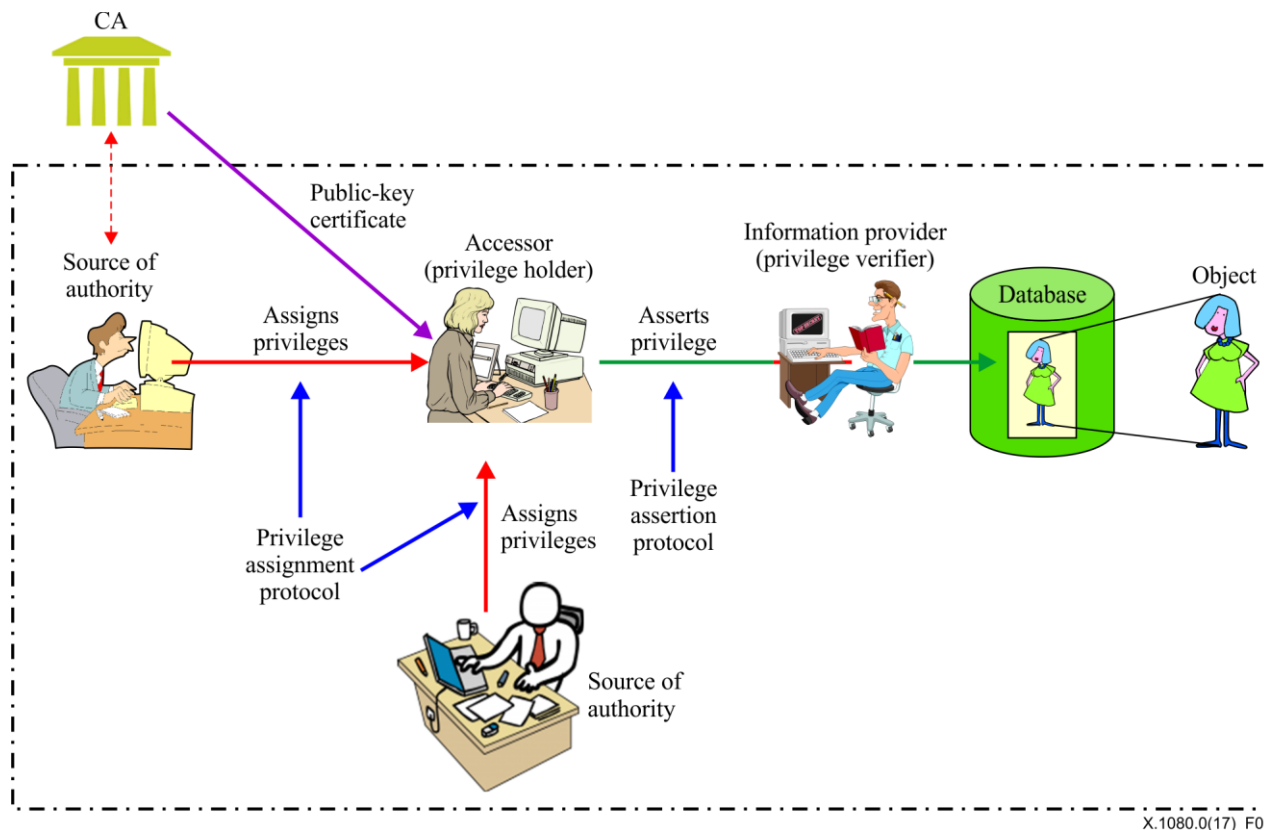 CA
Public-key
certificate
Source of
authority
Accessor
(privilege holder)
Information provider
(privilege verifier)
Database
Object
Assigns
privileges
Asserts
privilege
Privilege
assignment
protocol
Assigns
privileges
Privilege
assertion
protocol
Source of
authority
X.1080.0(17)_F0